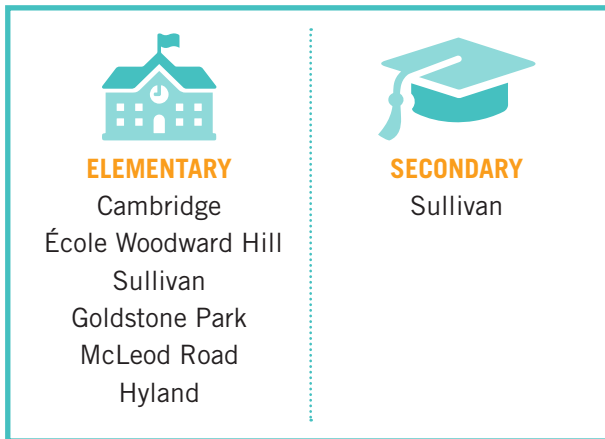 ELEMENTARY
Cambridge
École Woodward Hill
Sullivan
Goldstone Park
McLeod Road
Hyland
SECONDARY
Sullivan